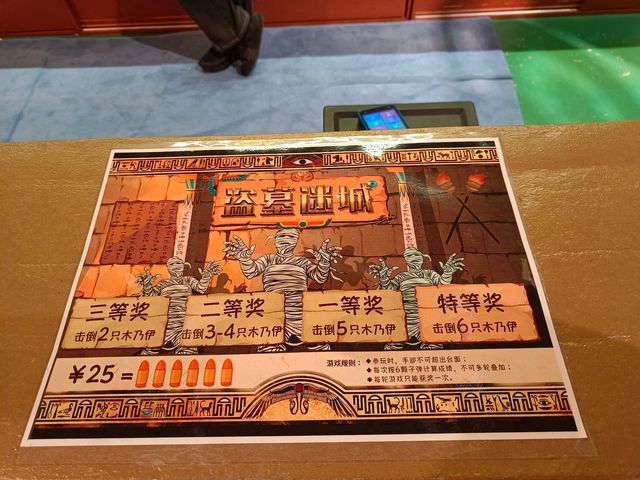 盗墓迷城
三等奖
击倒2只木乃伊
二等奖
击倒3-4只木乃伊
一等奖
击倒5只木乃伊
特等奖
击倒6只木乃伊
￥25=
游戏规则：
◆参玩时，手部不可超出台面；
◆每次按6颗子弹计算成绩，不可多轮叠加；
◆每轮游戏只能获奖一次。